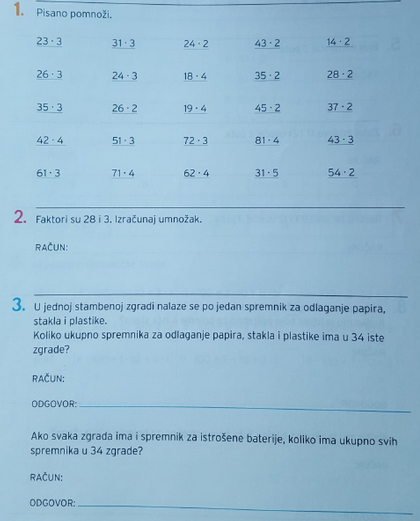 1. Pisano pomnoži.
23 · 3 31 · 3 24 · 2 43 · 2 14 · 2
26 · 3 24 · 3 18 · 4 35 · 2 28 · 2
35 · 3 26 · 2 19 · 4 45 · 2 37 · 2
42 · 4 51 · 3 72 · 3 81 · 4 43 · 3
61 · 3 71 · 4 62 · 4 31 · 5 54 · 2
2. Faktori su 28 i 3. Izračunaj umnožak.
RAČUN:
3. U jednoj stambenoj zgradi nalaze se po jedan spremnik za odlaganje papira,
stakla i plastike.
Koliko ukupno spremnika za odlaganje papira, stakla i plastike ima u 34 iste
zgrade?
RAČUN:
ODGOVOR:
Ako svaka zgrada ima i spremnik za istrošene baterije, koliko ima ukupno svih
spremnika u 34 zgrade?
RAČUN:
ODGOVOR: